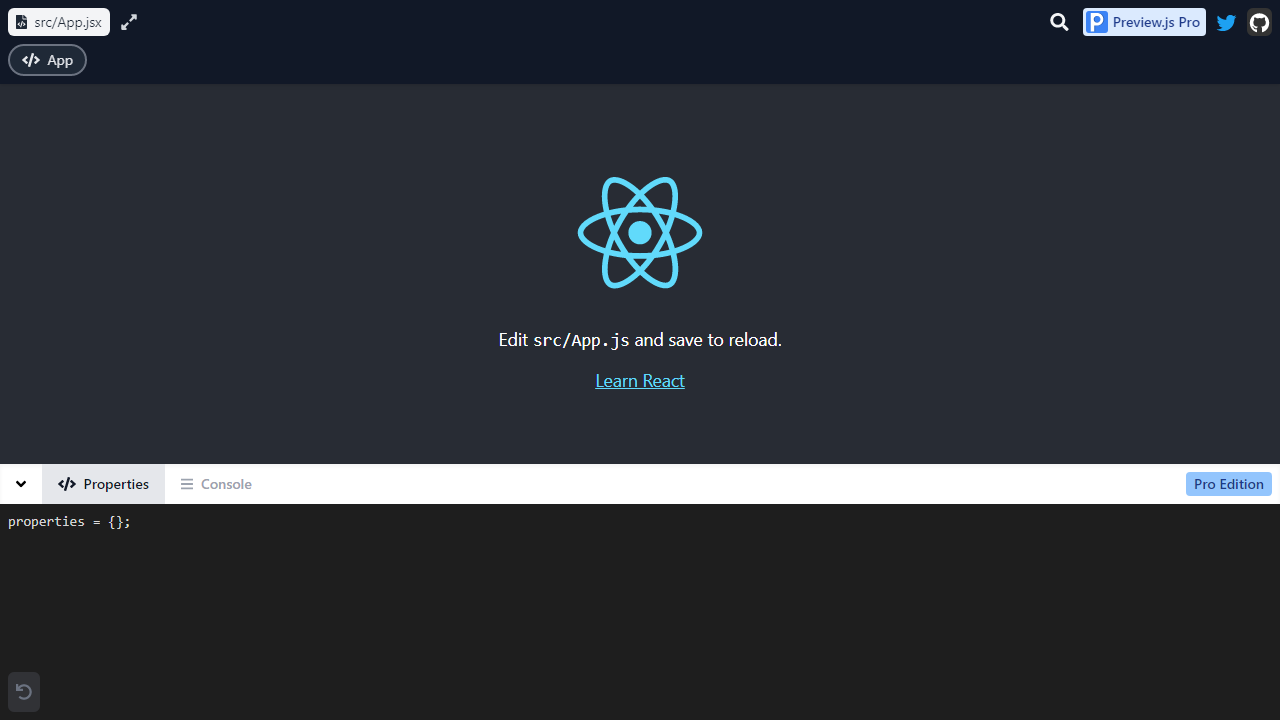 src/App.jsx
Preview.js Pro
App
Edit src/App.js and save to reload.
Learn React
Properties
Console
Pro Edition
properties = {};